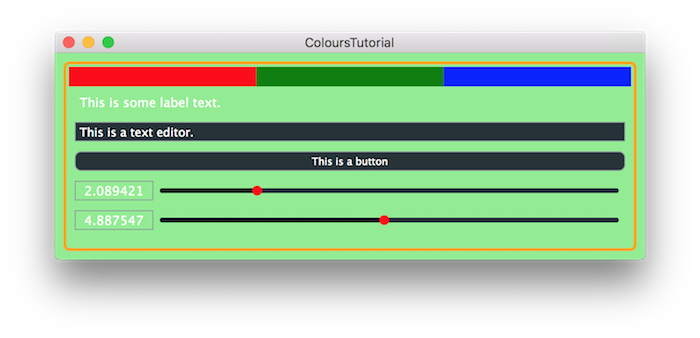 ColoursTutorial
This is some label text.
This is a text editor.
This is a button
2.089421
4.887547